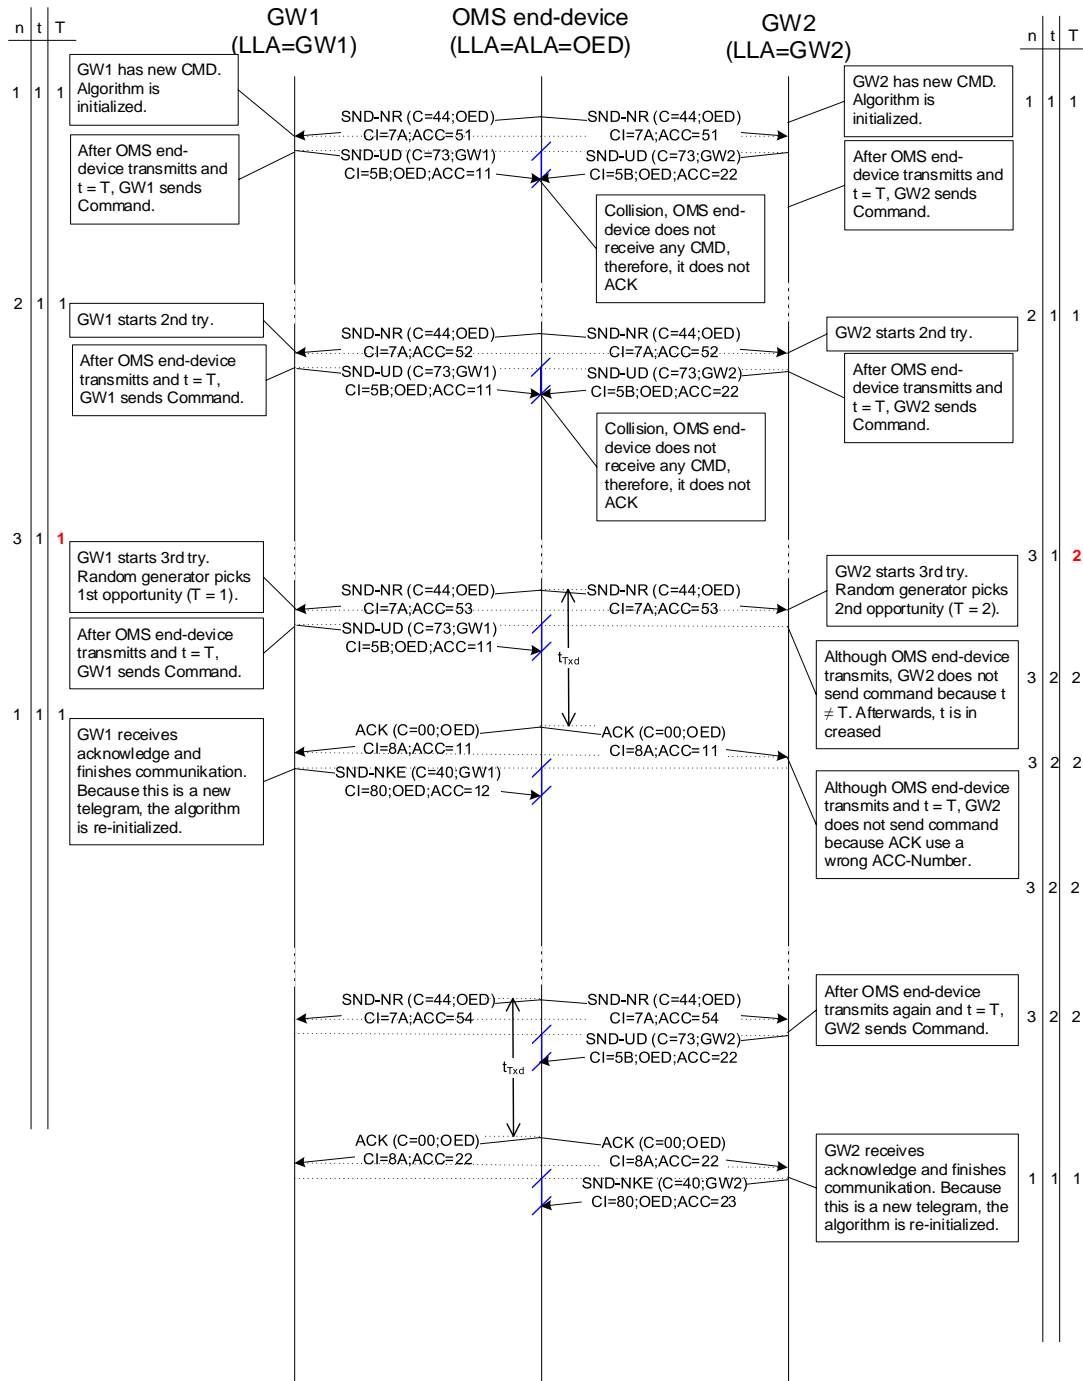 GW1
(LLA=GW1)
OMS end-device
(LLA=ALA=OED)
GW2
(LLA=GW2)
n t T
n t T
GW1 has new CMD.
Algorithm is
initialized.
1 1 1
GW2 has new CMD.
Algorithm is
initialized.
1 1 1
SND-NR (C=44;OED)
CI=7A;ACC=51
SND-NR (C=44;OED)
CI=7A;ACC=51
After OMS end-
device transmitts and
t = T, GW1 sends
Command.
SND-UD (C=73;GW1)
CI=5B;OED;ACC=11
SND-UD (C=73;GW2)
CI=5B;OED;ACC=22
After OMS end-
device transmitts and
t = T, GW2 sends
Command.
Collision, OMS end-
device does not
receive any CMD,
therefore, it does not
ACK
2 1 1
GW1 starts 2nd try.
GW2 starts 2nd try.
2 1 1
SND-NR (C=44;OED)
CI=7A;ACC=52
SND-NR (C=44;OED)
CI=7A;ACC=52
After OMS end-device
transmitts and t = T,
GW1 sends Command.
SND-UD (C=73;GW1)
CI=5B;OED;ACC=11
SND-UD (C=73;GW2)
CI=5B;OED;ACC=22
After OMS end-
device transmitts and
t = T, GW2 sends
Command.
Collision, OMS end-
device does not
receive any CMD,
therefore, it does not
ACK
3 1 1
GW1 starts 3rd try.
Random generator picks
1st opportunity (T = 1).
GW2 starts 3rd try.
Random generator picks
2nd opportunity (T = 2).
3 1 2
SND-NR (C=44;OED)
CI=7A;ACC=53
SND-NR (C=44;OED)
CI=7A;ACC=53
After OMS end-device
transmitts and t = T,
GW1 sends Command.
SND-UD (C=73;GW1)
CI=5B;OED;ACC=11
tTxd
Although OMS end-device
transmits, GW2 does not
send command because t
≠ T. Afterwards, t is in
creased
3 2 2
1 1 1
GW1 receives
acknowledge and
finishes communikation.
Because this is a new
telegram, the algorithm
is re-initialized.
ACK (C=00;OED)
CI=8A;ACC=11
ACK (C=00;OED)
CI=8A;ACC=11
3 2 2
SND-NKE (C=40;GW1)
CI=80;OED;ACC=12
Although OMS end-device
transmits and t = T, GW2
does not send command
because ACK use a
wrong ACC-Number.
3 2 2
SND-NR (C=44;OED)
CI=7A;ACC=54
SND-NR (C=44;OED)
CI=7A;ACC=54
After OMS end-device
transmits again and t = T,
GW2 sends Command.
3 2 2
SND-UD (C=73;GW2)
CI=5B;OED;ACC=22
tTxd
ACK (C=00;OED)
CI=8A;ACC=22
ACK (C=00;OED)
CI=8A;ACC=22
SND-NKE (C=40;GW2)
CI=80;OED;ACC=23
GW2 receives
acknowledge and finishes
communikation. Because
this is a new telegram, the
algorithm is re-initialized.
1 1 1